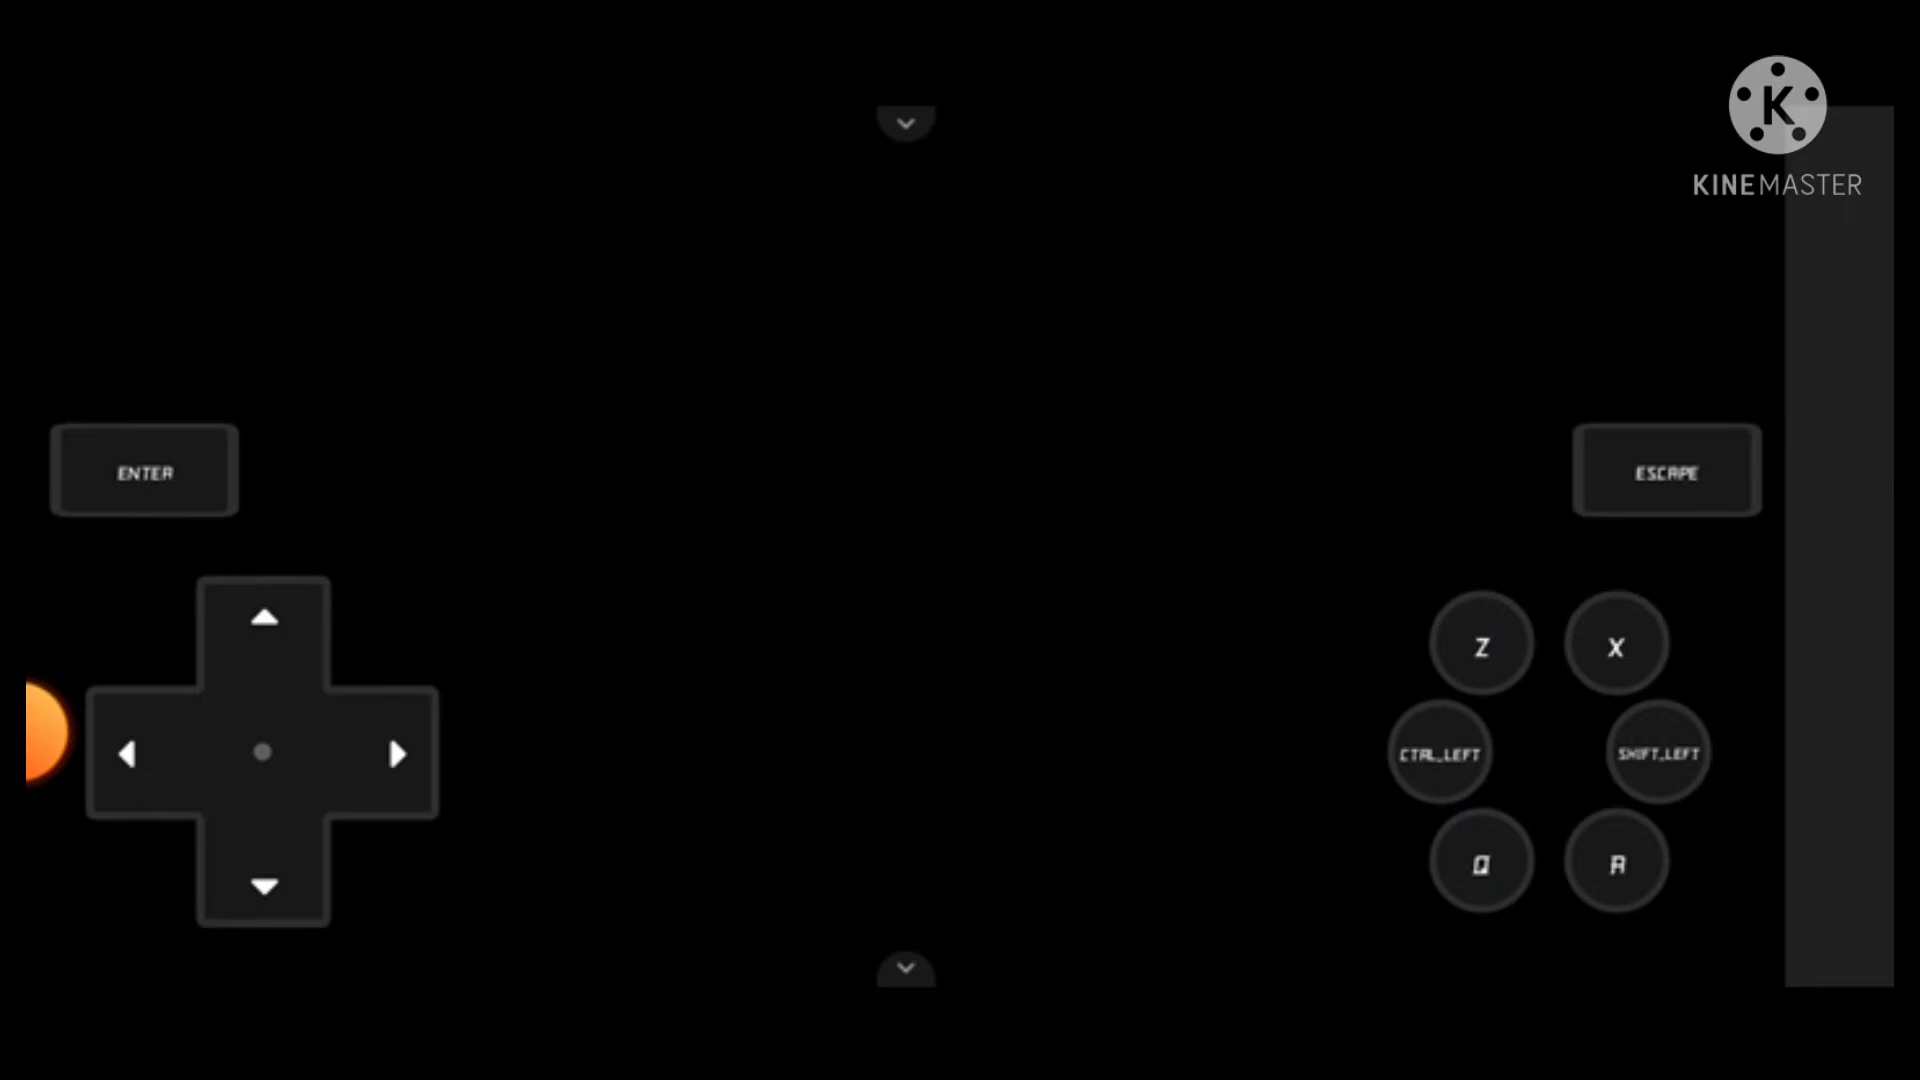 K
KINEMASTER
ENTER
ESCAPE
Z
X
CTRL_LEFT
SHIFT_LEFT
Q
R